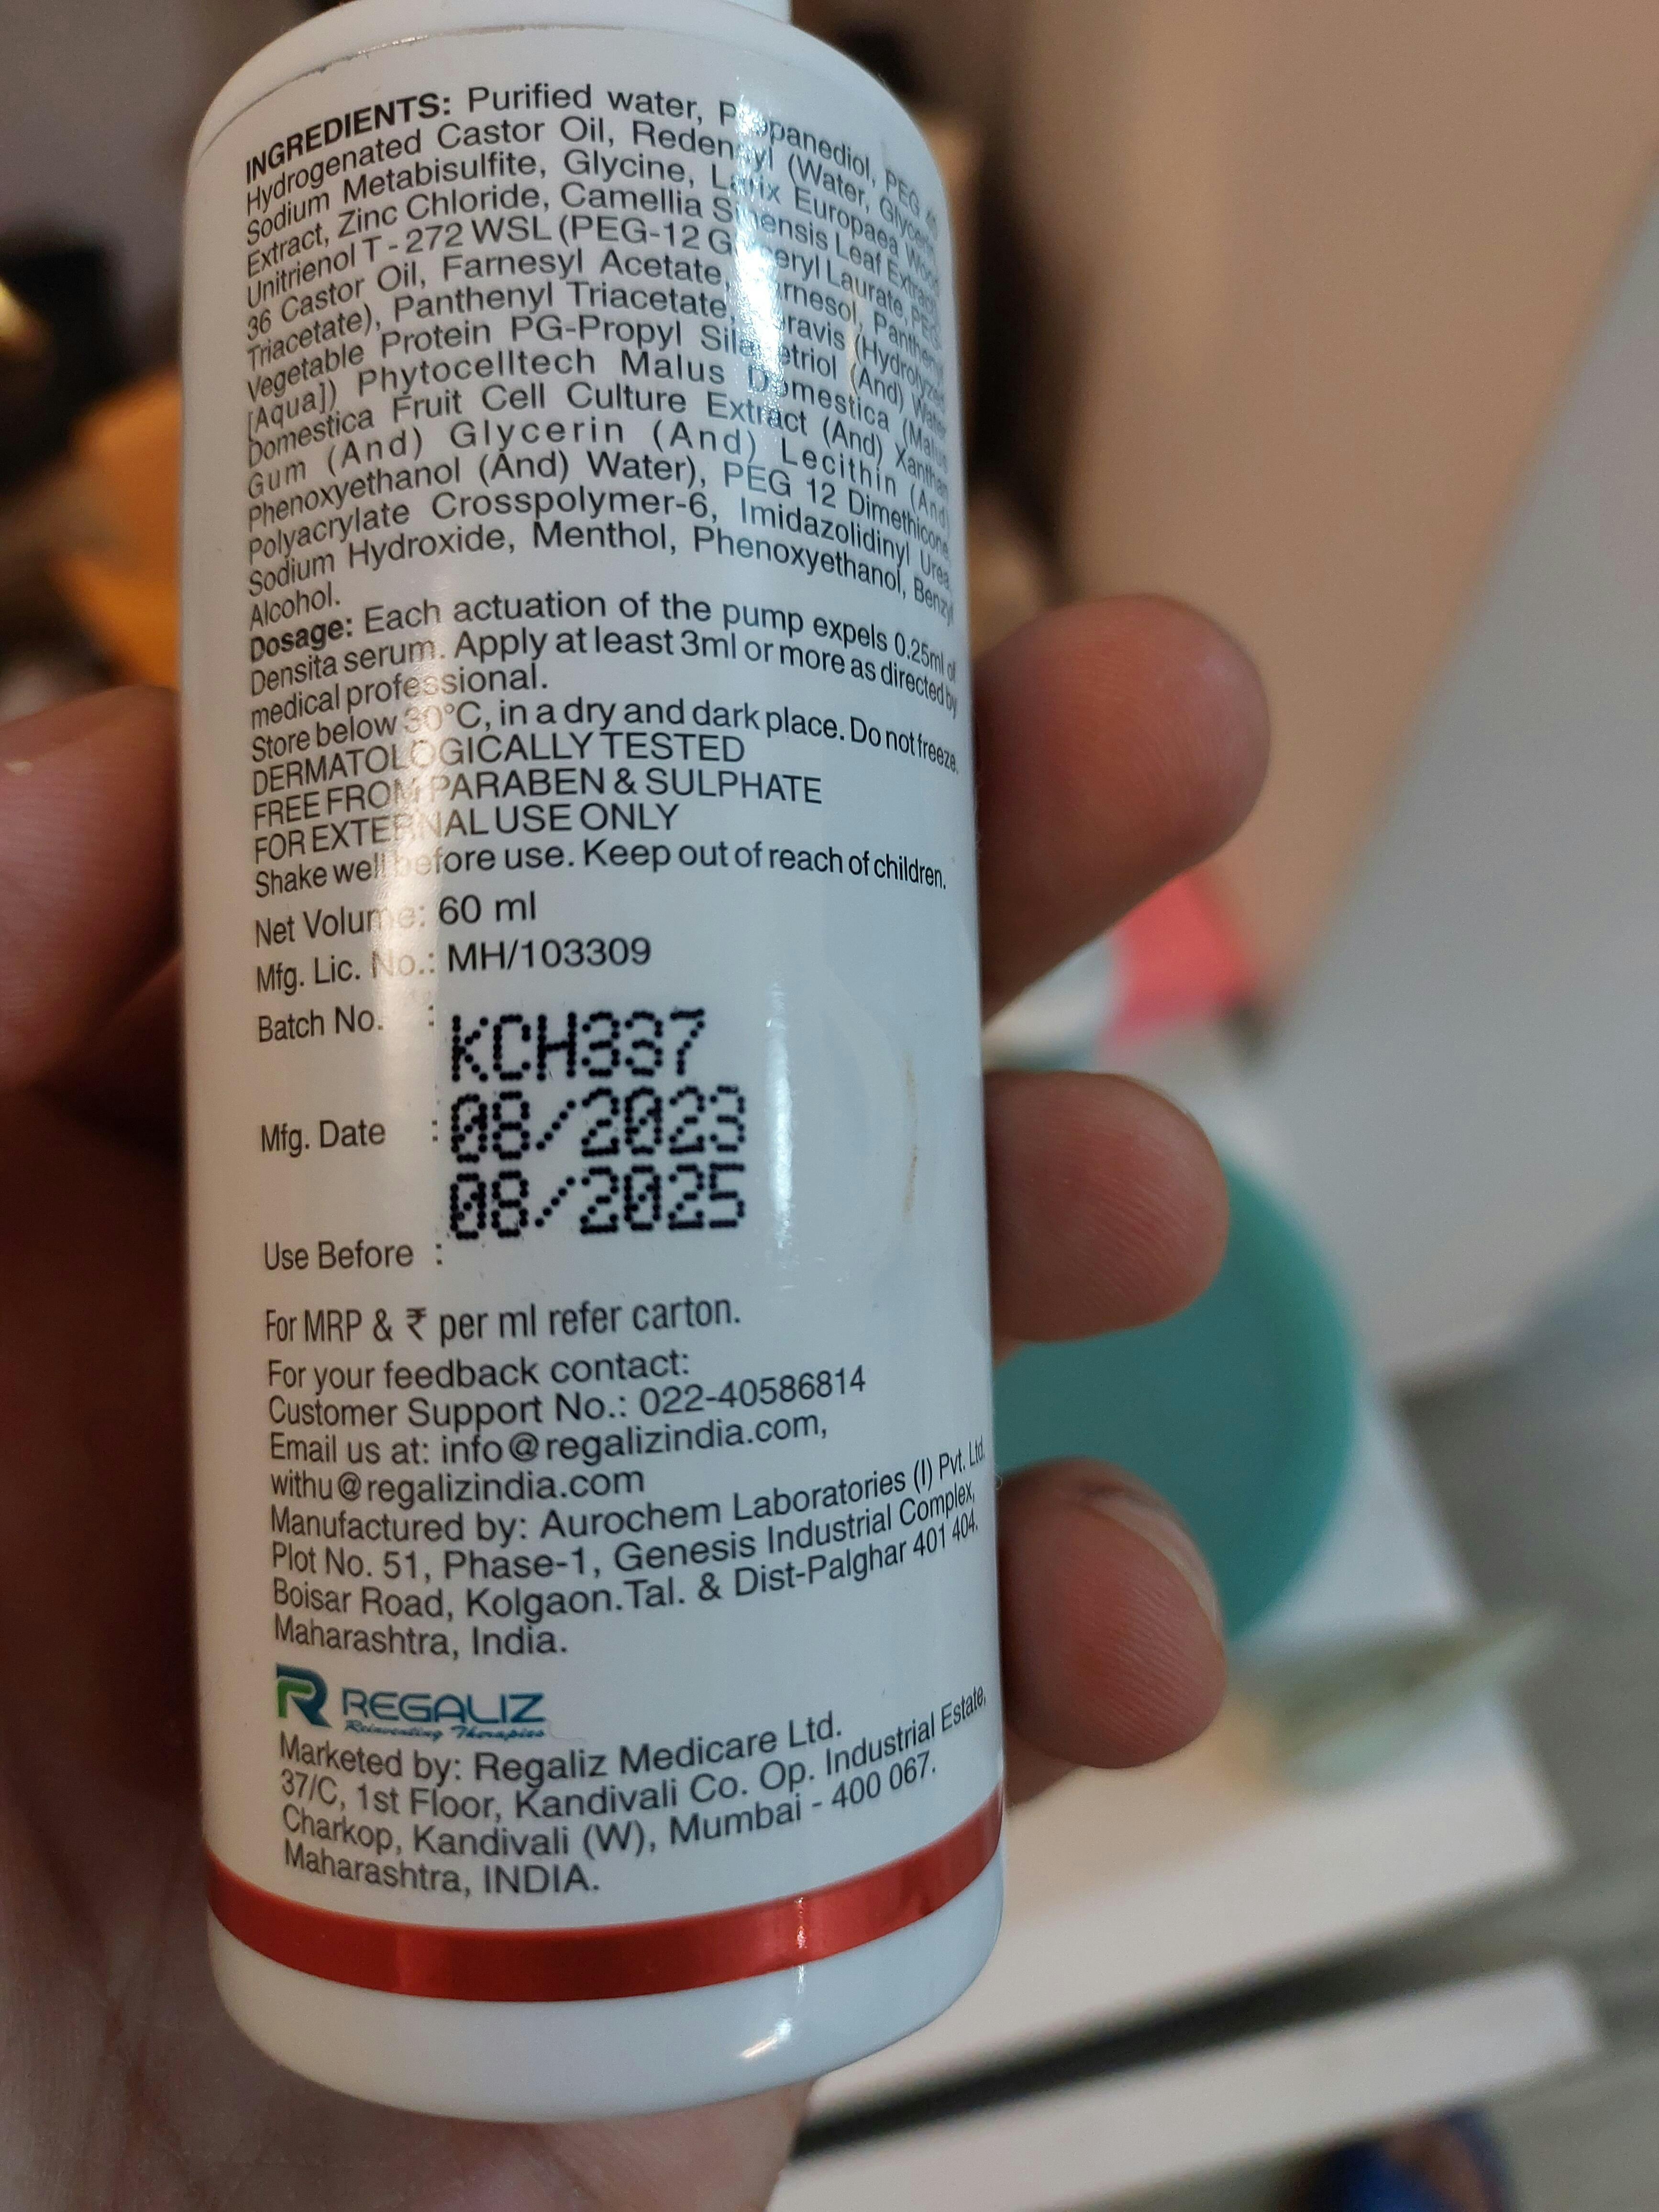 INGREDIENTS: Purified water, Propanediol, PEG 40
Hydrogenated Castor Oil, Redensyl (Water, Glycerin,
Sodium Metabisulfite, Glycine, Larix Europaea Wood
Extract, Zinc Chloride, Camellia Sinensis Leaf Extract)
Unitrienol T - 272 WSL (PEG-12 Glyceryl Laurate, PEG-
36 Castor Oil, Farnesyl Acetate, Farnesol, Panthenyl
Triacetate), Panthenyl Triacetate, (Hydrolyzed
Vegetable Protein PG-Propyl Silanetriol (And) Water
[Aqua]) Phytocelltech Malus Domestica (Malus
Domestica Fruit Cell Culture Extract (And) Xanthan
Gum (And) Glycerin (And) Lecithin (And)
Phenoxyethanol (And) Water), PEG 12 Dimethicone,
Polyacrylate Crosspolymer-6, Imidazolidinyl Urea,
Sodium Hydroxide, Menthol, Phenoxyethanol, Benzyl
Alcohol.
Dosage: Each actuation of the pump expels 0.25ml of
Densita serum. Apply at least 3ml or more as directed by
medical professional.
Store below 30°C, in a dry and dark place. Do not freeze.
DERMATOLOGICALLY TESTED
FREE FROM PARABEN & SULPHATE
FOR EXTERNAL USE ONLY
Shake well before use. Keep out of reach of children.
Net Volume: 60 ml
Mfg. Lic. No.: MH/103309
Batch No. : KCH337
Mfg. Date : 08/2023
Use Before : 08/2025
For MRP & ₹ per ml refer carton.
For your feedback contact:
Customer Support No.: 022-40586814
Email us at: info@regalizindia.com,
withu@regalizindia.com
Manufactured by: Aurochem Laboratories (I) Pvt. Ltd.
Plot No. 51, Phase-1, Genesis Industrial Complex,
Boisar Road, Kolgaon.Tal. & Dist-Palghar 401 404.
Maharashtra, India.
REGALIZ
Reinventing Therapies
Marketed by: Regaliz Medicare Ltd.
37/C, 1st Floor, Kandivali Co. Op. Industrial Estate,
Charkop, Kandivali (W), Mumbai - 400 067.
Maharashtra, INDIA.